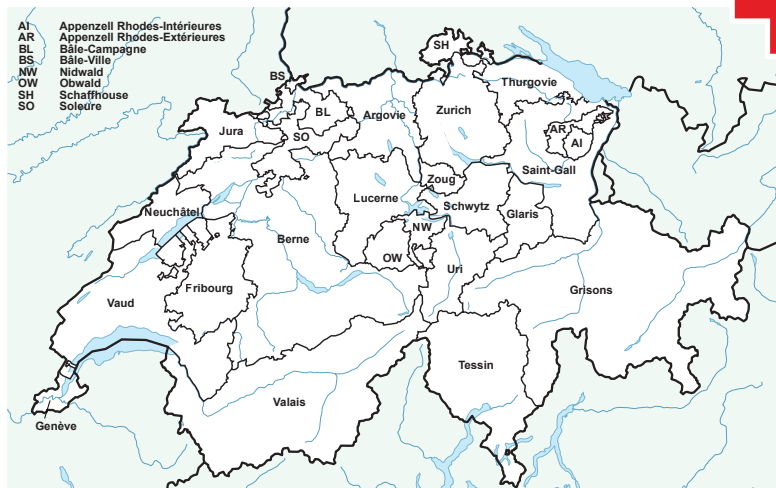 AI Appenzell Rhodes-Intérieures
AR Appenzell Rhodes-Extérieures
BL Bâle-Campagne
BS Bâle-Ville
NW Nidwald
OW Obwald
SH Schaffhouse
SO Soleure
SH
BS
Thurgovie
BL
Argovie
Zurich
Jura
SO
AR
AI
Saint-Gall
Zoug
Lucerne
Schwytz
Neuchâtel
Glaris
NW
Berne
OW
Uri
Fribourg
Grisons
Vaud
Tessin
Valais
Genève